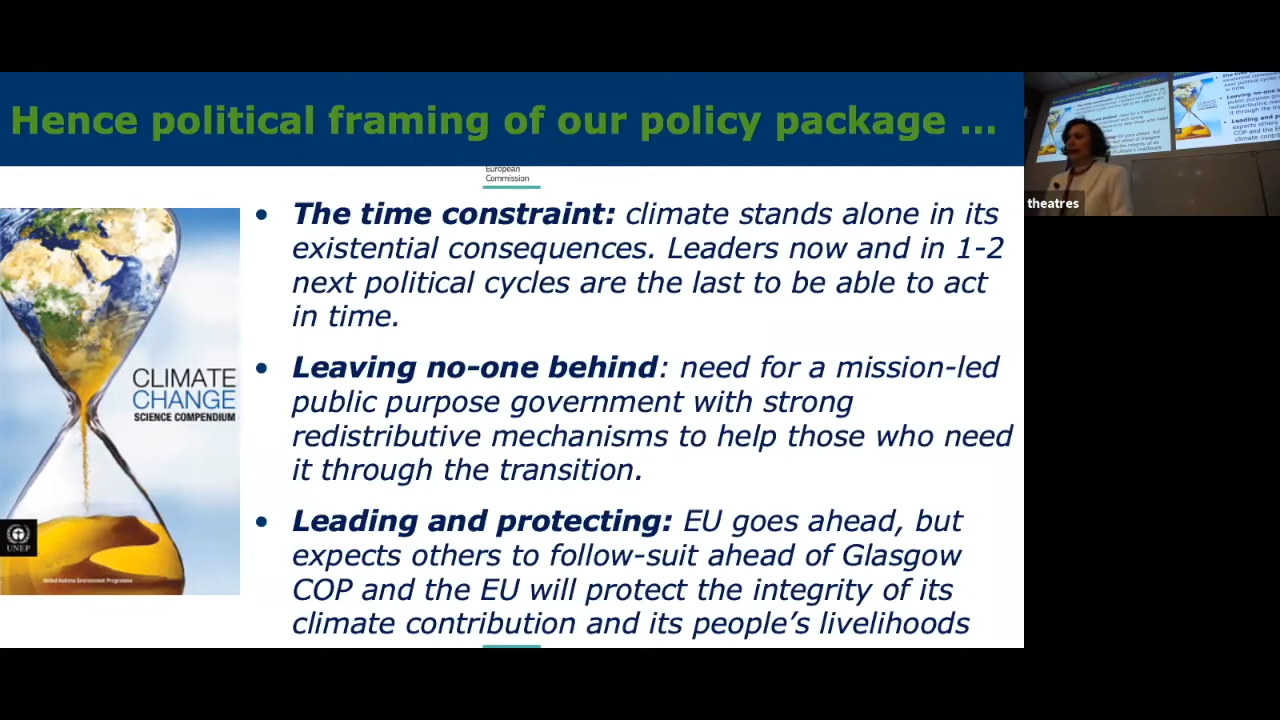 Hence political framing of our policy package ...
European
Commission
• The time constraint: climate stands alone in its
existential consequences. Leaders now and in 1-2
next political cycles are the last to be able to act
in time.
• Leaving no-one behind: need for a mission-led
public purpose government with strong
redistributive mechanisms to help those who need
it through the transition.
• Leading and protecting: EU goes ahead, but
expects others to follow-suit ahead of Glasgow
COP and the EU will protect the integrity of its
climate contribution and its people's livelihoods
CLIMATE
CHANGE
SCIENCE COMPENDIUM
UNEP
United Nations Environment Programme
theatres